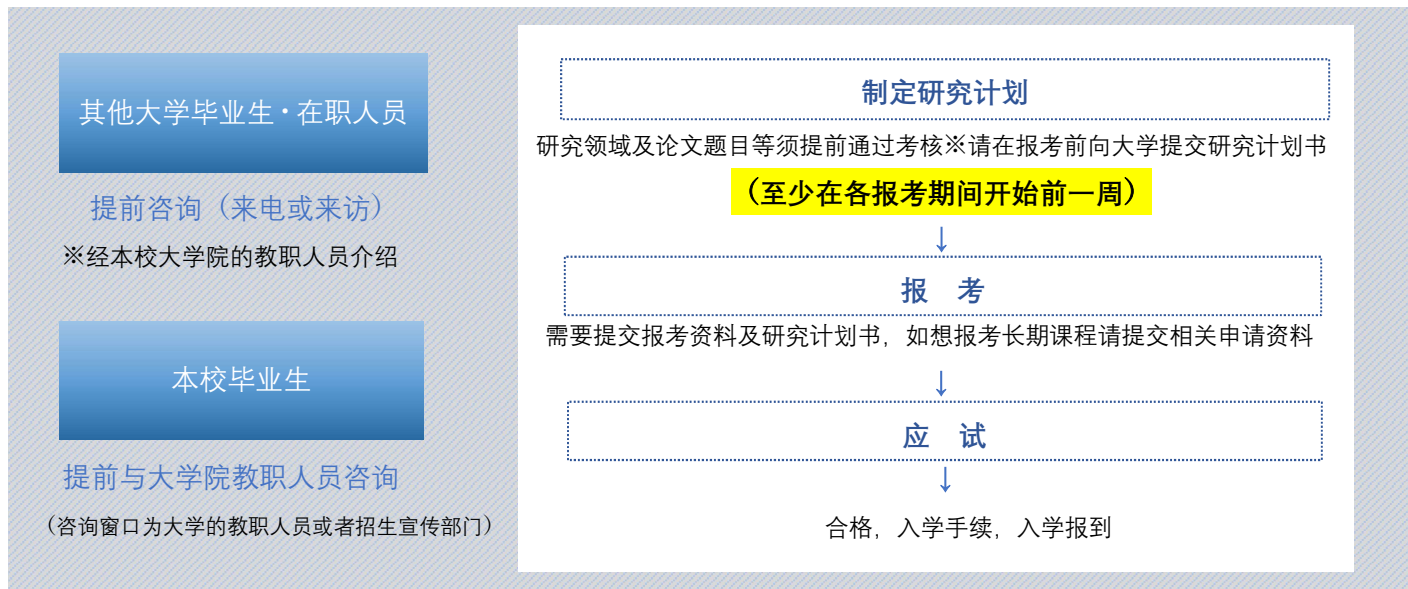 其他大学毕业生・在职人员
提前咨询（来电或来访）
※经本校大学院的教职人员介绍
本校毕业生
提前与大学院教职人员咨询
（咨询窗口为大学的教职人员或者招生宣传部门）
制定研究计划
研究领域及论文题目等须提前通过考核※请在报考前向大学提交研究计划书
（至少在各报考期间开始前一周）
↓
报　考
需要提交报考资料及研究计划书，如想报考长期课程请提交相关申请资料
↓
应　试
↓
合格，入学手续，入学报到